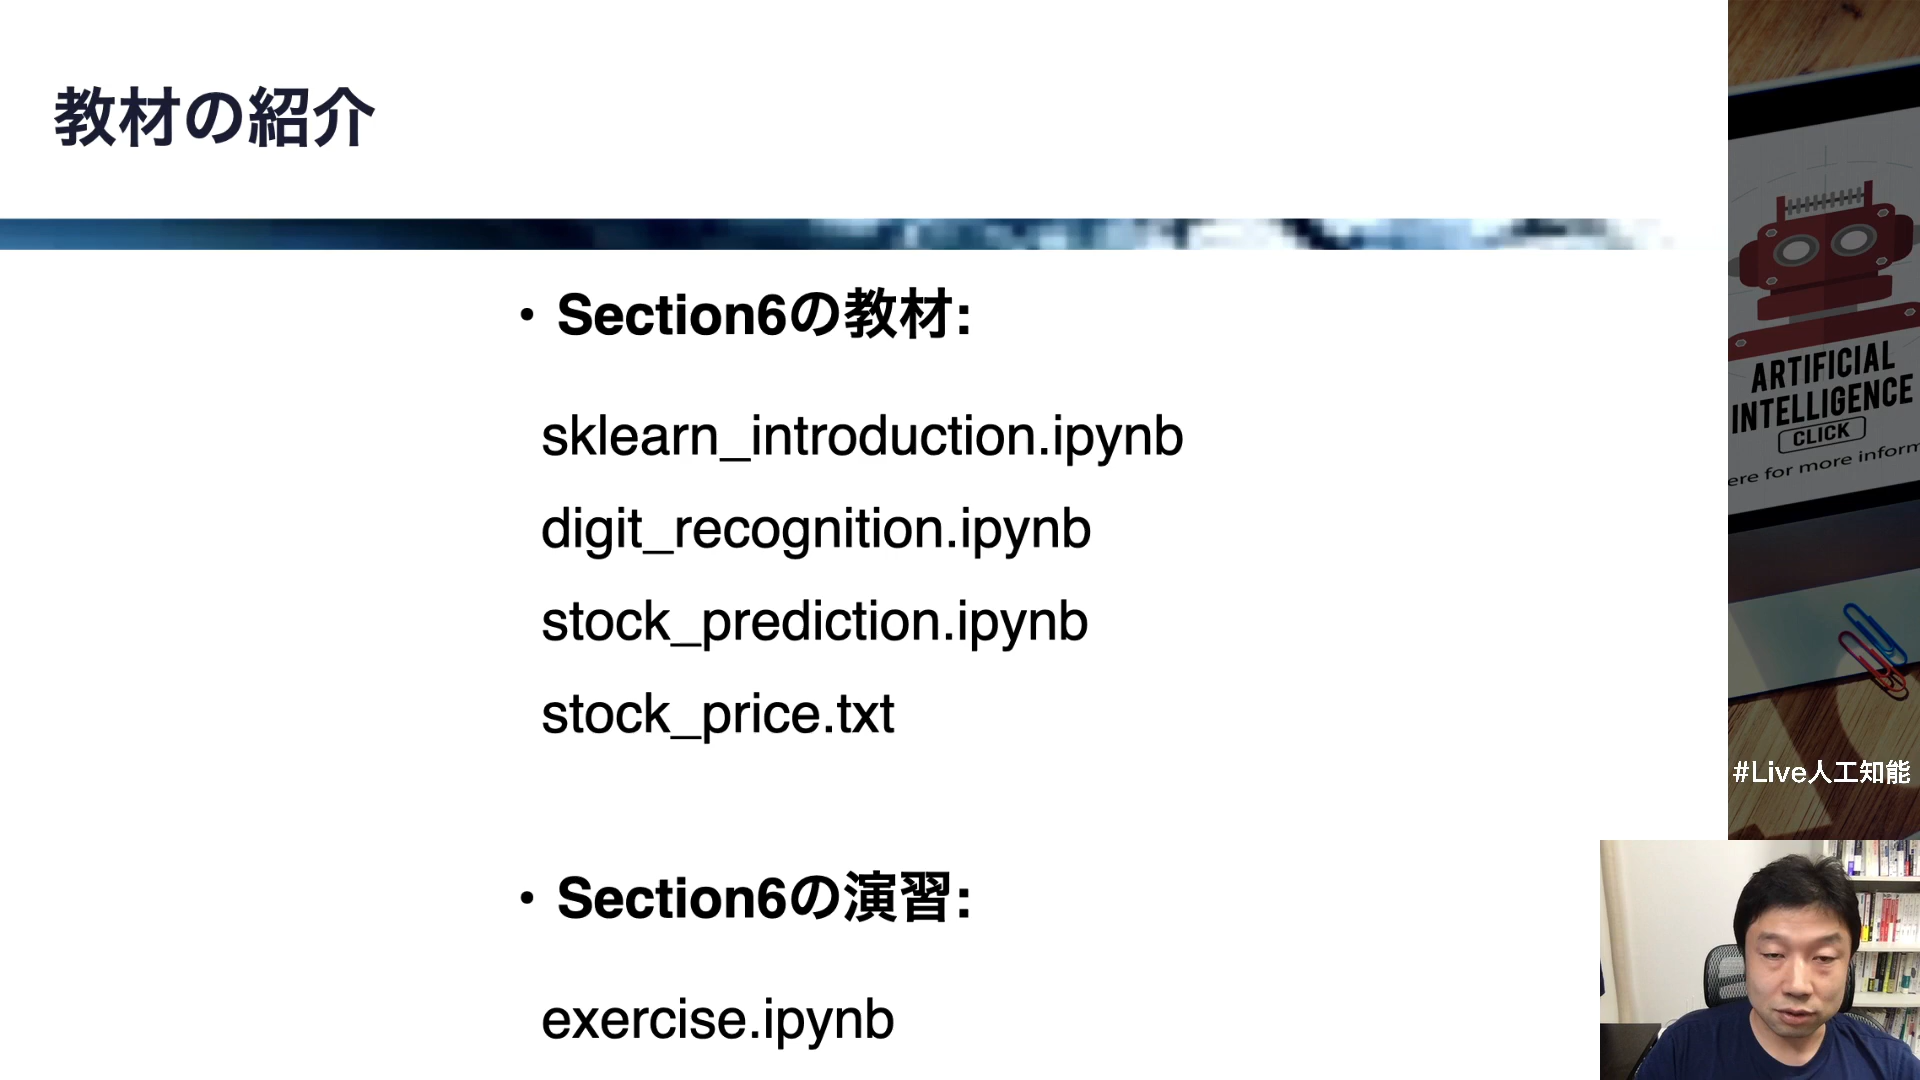 教材の紹介
• Section6の教材:
sklearn_introduction.ipynb
digit_recognition.ipynb
stock_prediction.ipynb
stock_price.txt
• Section6の演習:
exercise.ipynb
ARTIFICIAL
INTELLIGENCE
CLICK
ere for more inform
#Live人工知能